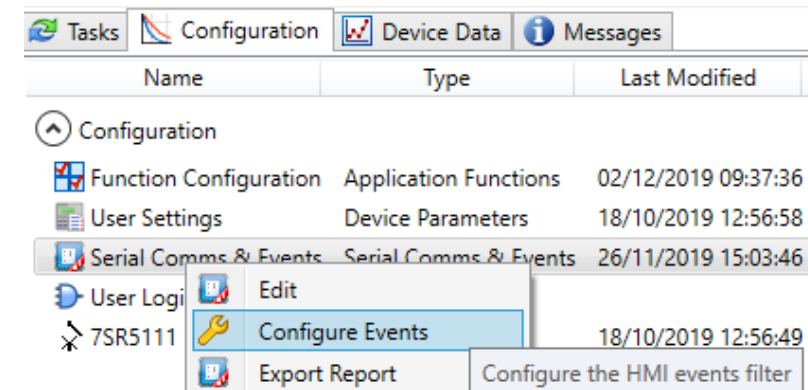 Tasks Configuration Device Data Messages
Name Type Last Modified
Configuration
Function Configuration Application Functions 02/12/2019 09:37:36
User Settings Device Parameters 18/10/2019 12:56:58
Serial Comms & Events Serial Comms & Events 26/11/2019 15:03:46
User Logi Edit
7SR5111 Configure Events 18/10/2019 12:56:49
Export Report Configure the HMI events filter